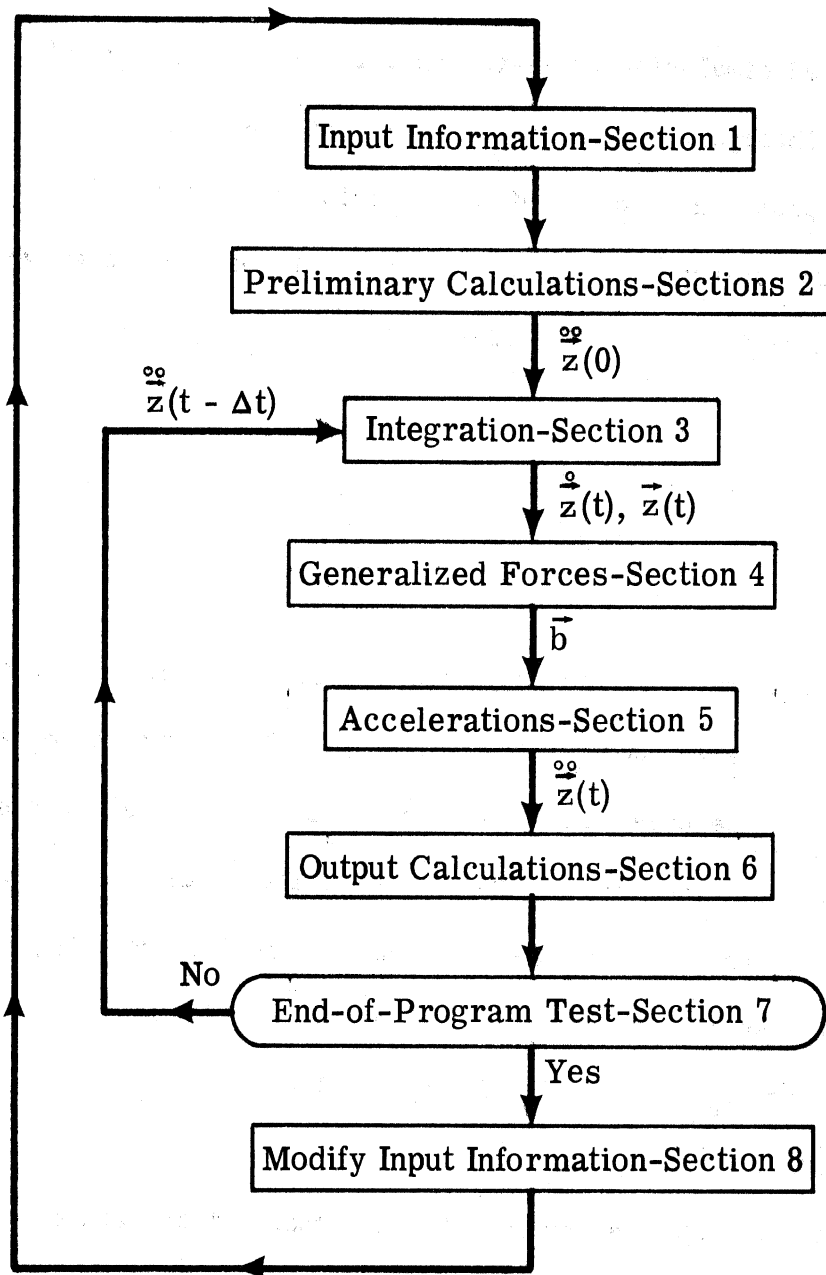 Input Information-Section 1
Preliminary Calculations-Sections 2
z̊̊⃗(0)
z̊̊⃗(t - Δt)
Integration-Section 3
z̊⃗(t), z⃗(t)
Generalized Forces-Section 4
b⃗
Accelerations-Section 5
z̊̊⃗(t)
Output Calculations-Section 6
No
End-of-Program Test-Section 7
Yes
Modify Input Information-Section 8